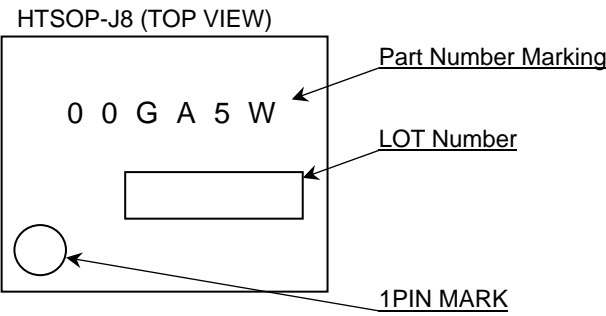 HTSOP-J8 (TOP VIEW)
Part Number Marking
0 0 G A 5 W
LOT Number
1PIN MARK